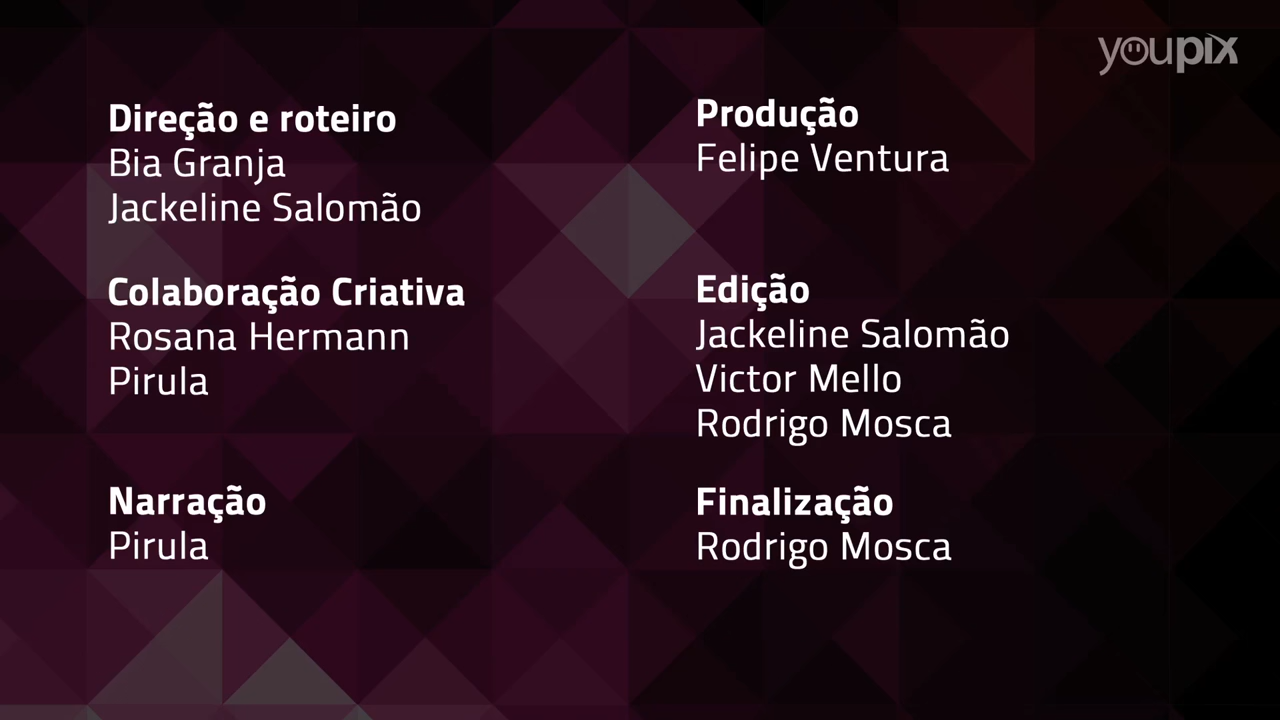 youpix
Direção e roteiro
Bia Granja
Jackeline Salomão
Colaboração Criativa
Rosana Hermann
Pirula
Narração
Pirula
Produção
Felipe Ventura
Edição
Jackeline Salomão
Victor Mello
Rodrigo Mosca
Finalização
Rodrigo Mosca